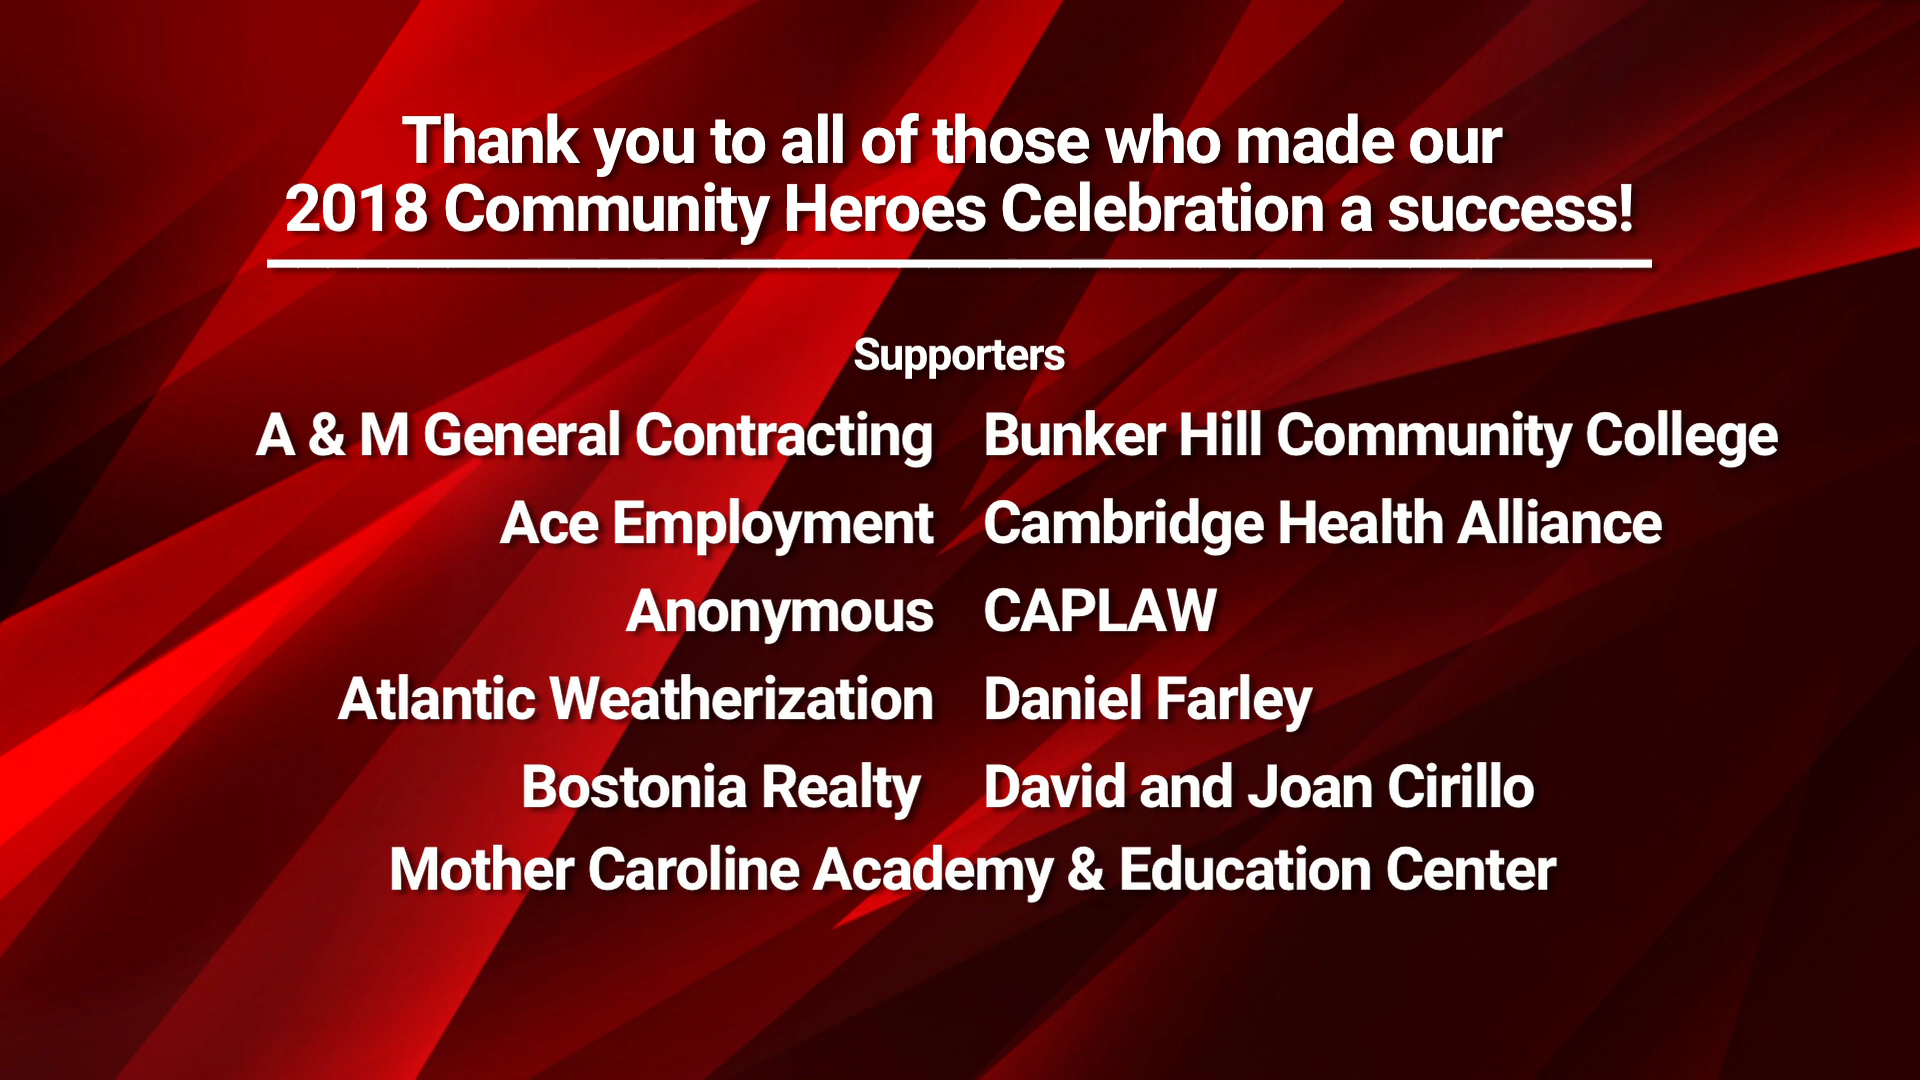 Thank you to all of those who made our
2018 Community Heroes Celebration a success!
Supporters
A & M General Contracting Bunker Hill Community College
Ace Employment Cambridge Health Alliance
Anonymous CAPLAW
Atlantic Weatherization Daniel Farley
Bostonia Realty David and Joan Cirillo
Mother Caroline Academy & Education Center